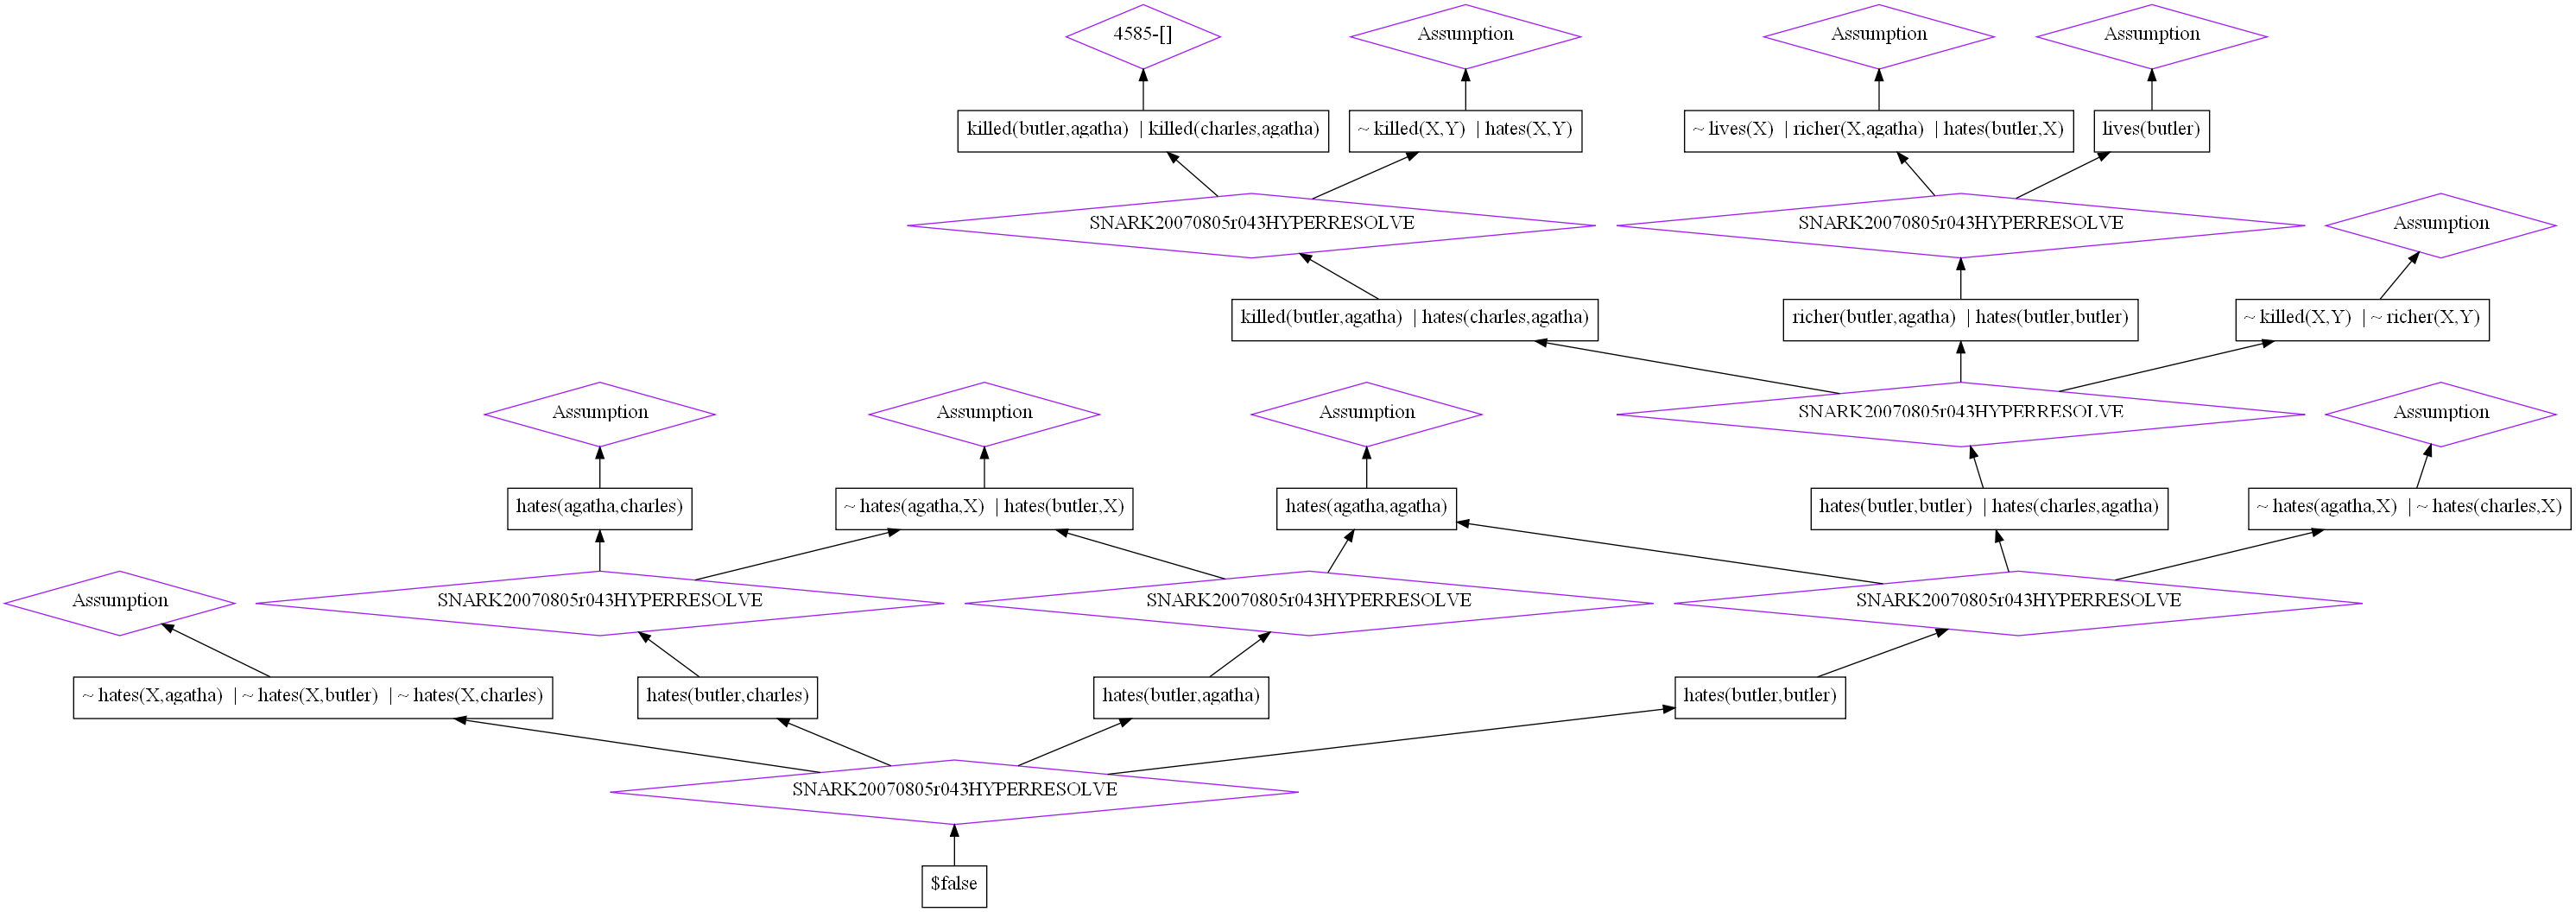 4585-[]
Assumption
Assumption
Assumption
killed(butler,agatha) | killed(charles,agatha)
~ killed(X,Y) | hates(X,Y)
~ lives(X) | richer(X,agatha) | hates(butler,X)
lives(butler)
SNARK20070805r043HYPERRESOLVE
SNARK20070805r043HYPERRESOLVE
Assumption
killed(butler,agatha) | hates(charles,agatha)
richer(butler,agatha) | hates(butler,butler)
~ killed(X,Y) | ~ richer(X,Y)
Assumption
Assumption
Assumption
SNARK20070805r043HYPERRESOLVE
Assumption
hates(agatha,charles)
~ hates(agatha,X) | hates(butler,X)
hates(agatha,agatha)
hates(butler,butler) | hates(charles,agatha)
~ hates(agatha,X) | ~ hates(charles,X)
Assumption
SNARK20070805r043HYPERRESOLVE
SNARK20070805r043HYPERRESOLVE
SNARK20070805r043HYPERRESOLVE
~ hates(X,agatha) | ~ hates(X,butler) | ~ hates(X,charles)
hates(butler,charles)
hates(butler,agatha)
hates(butler,butler)
SNARK20070805r043HYPERRESOLVE
$false